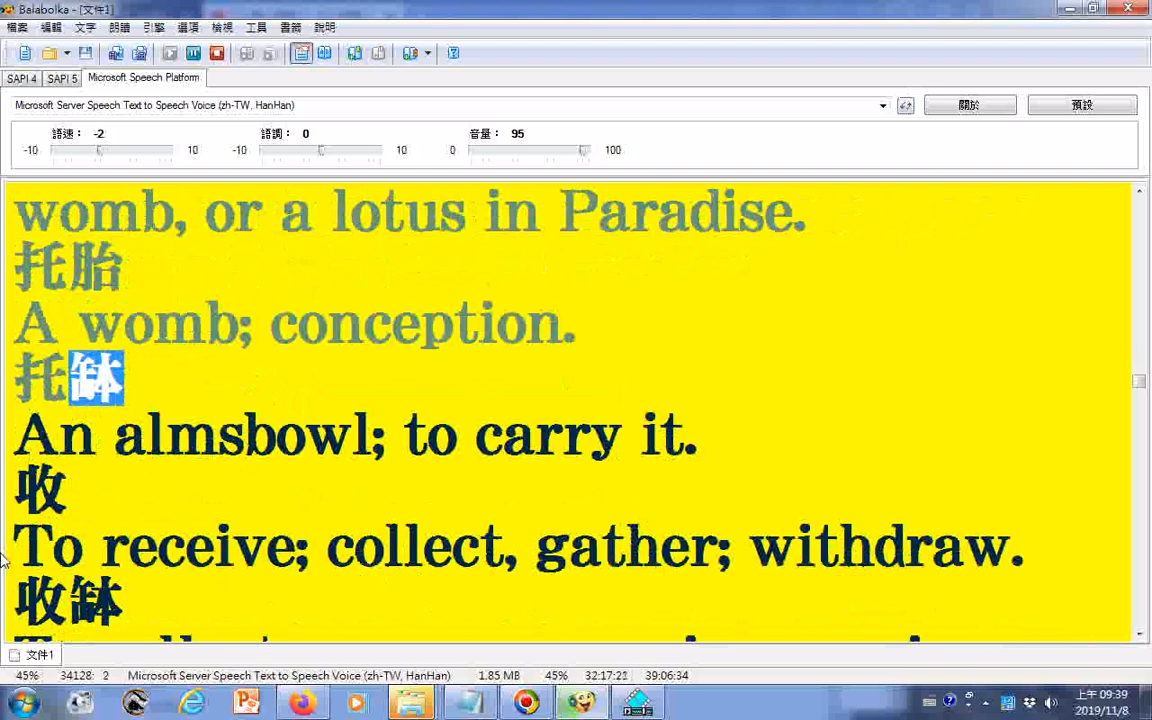 Balabolka - [文件1]
檔案 編輯 文字 朗讀 引擎 選項 檢視 工具 書籤 說明
SAPI 4 SAPI 5 Microsoft Speech Platform
Microsoft Server Speech Text to Speech Voice (zh-TW, HanHan) 關於 預設
語速： -2 語調： 0 音量： 95
-10 10 -10 10 0 100
womb, or a lotus in Paradise.
托胎
A womb; conception.
托缽
An almsbowl; to carry it.
收
To receive; collect, gather; withdraw.
收缽
文件1
45% 34128: 2 Microsoft Server Speech Text to Speech Voice (zh-TW, HanHan) 1.85 MB 45% 32:17:21 39:06:34
上午 09:39
2019/11/8